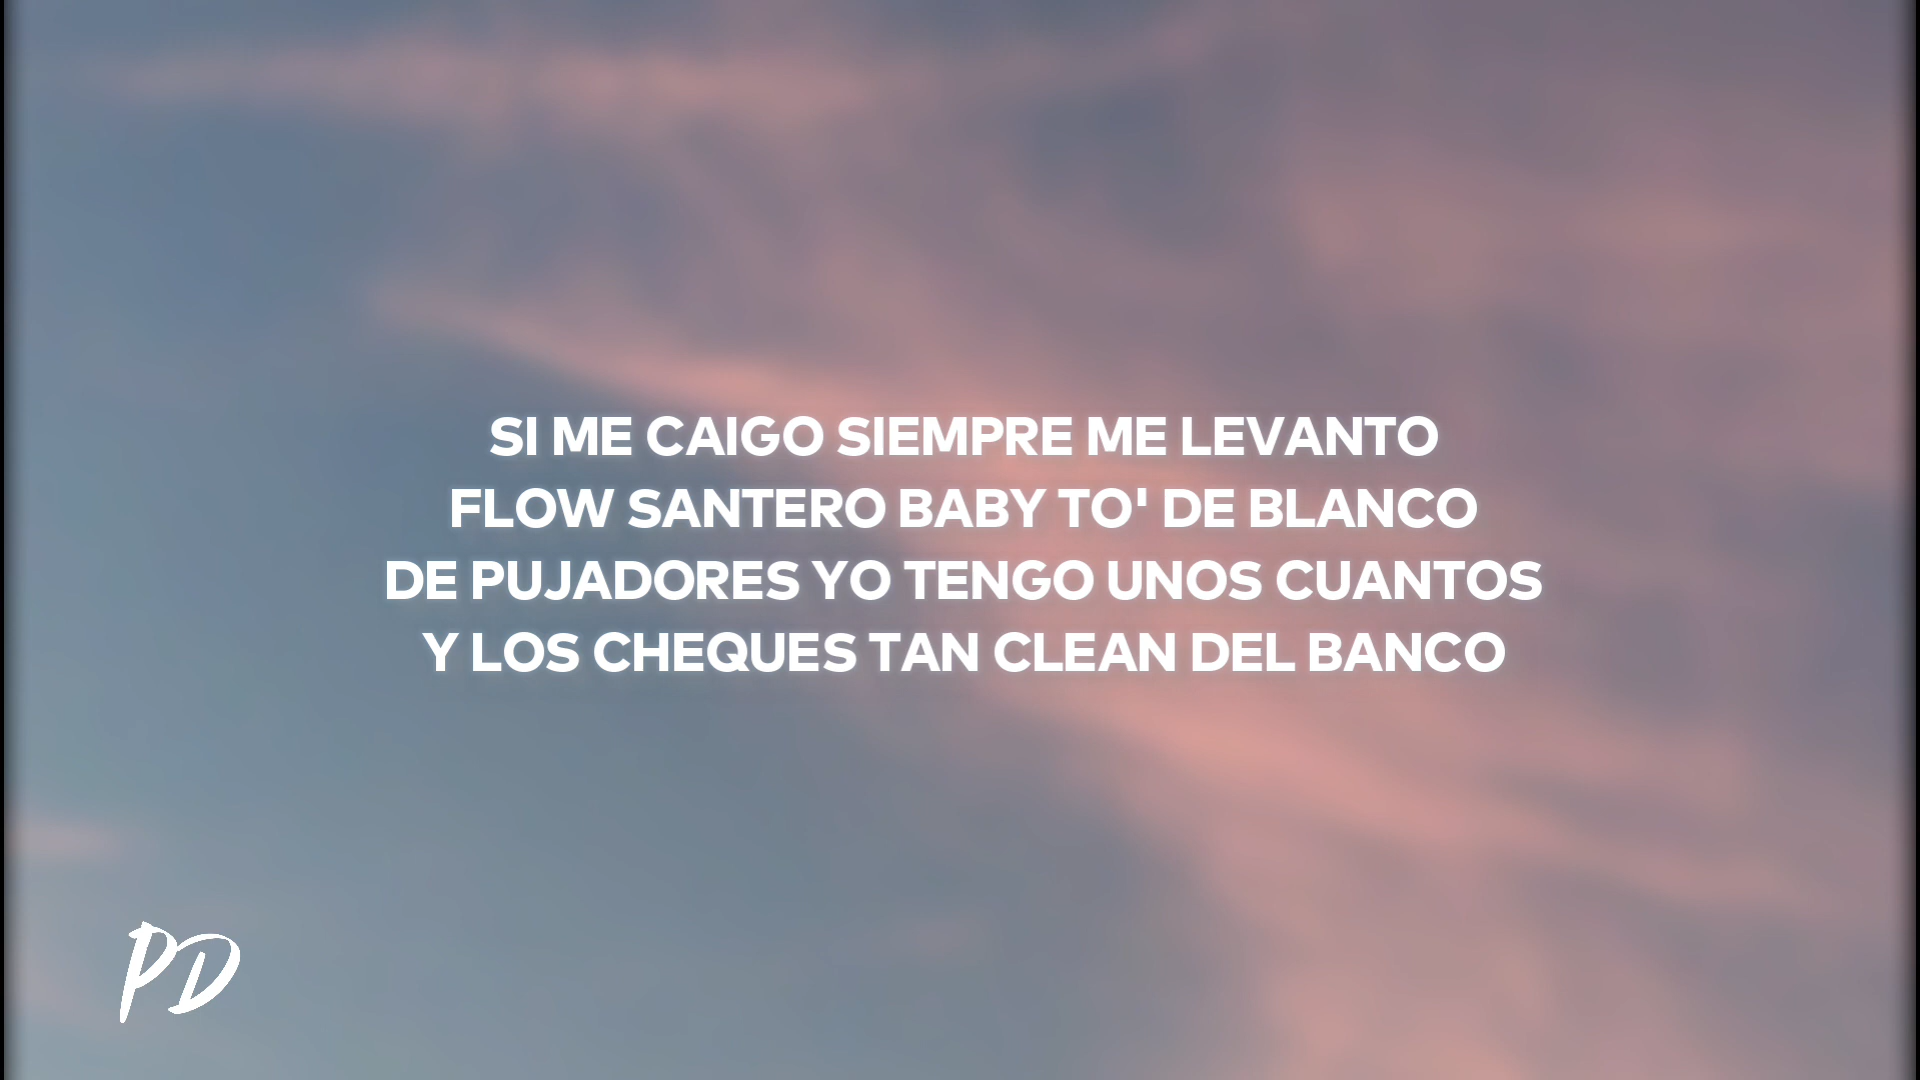 SI ME CAIGO SIEMPRE ME LEVANTO
FLOW SANTERO BABY TO' DE BLANCO
DE PUJADORES YO TENGO UNOS CUANTOS
Y LOS CHEQUES TAN CLEAN DEL BANCO
PD